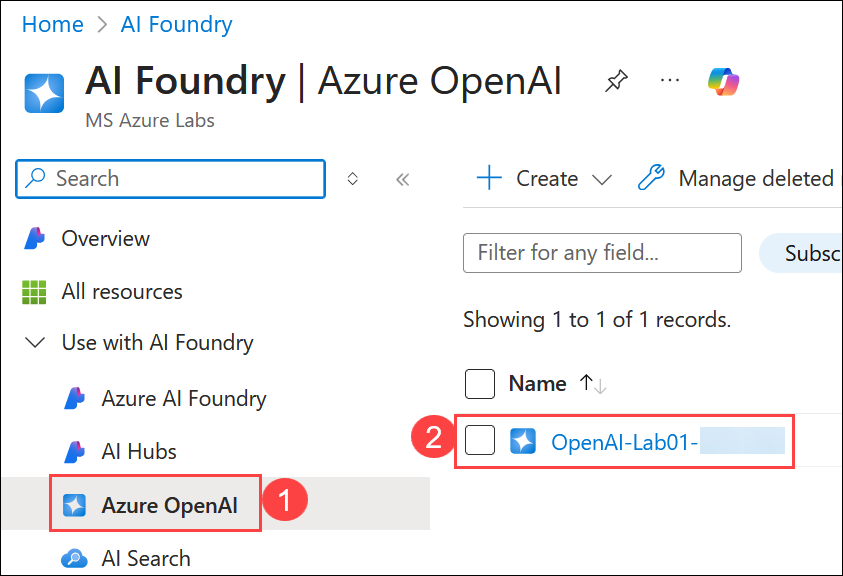 Home > AI Foundry
AI Foundry | Azure OpenAI
MS Azure Labs
Search
Create
Manage deleted
Overview
Filter for any field...
Subsc
All resources
Showing 1 to 1 of 1 records.
Use with AI Foundry
Name
Azure AI Foundry
2
OpenAI-Lab01-
AI Hubs
Azure OpenAI
1
AI Search